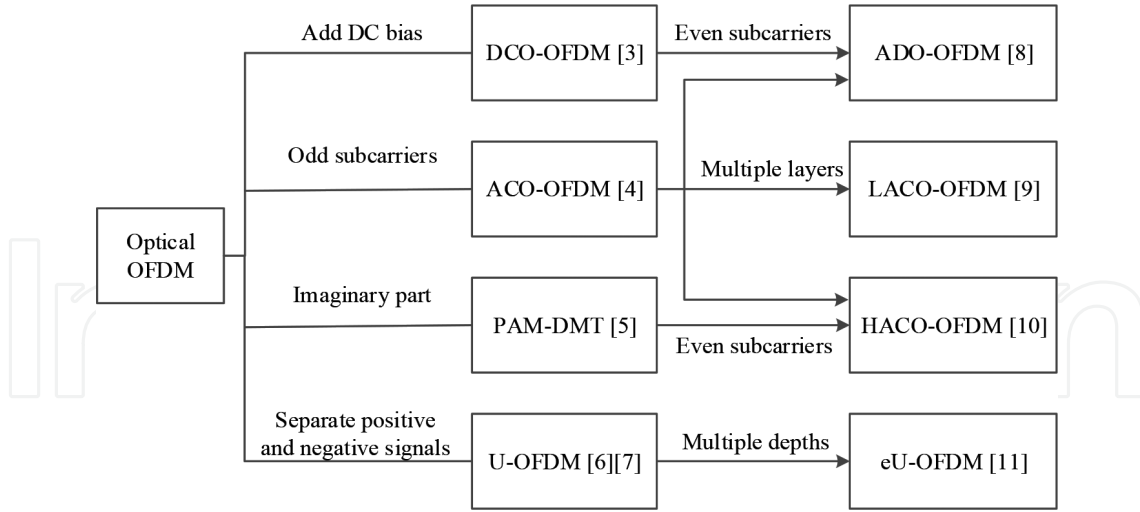 Add DC bias
DCO-OFDM [3]
Even subcarriers
ADO-OFDM [8]
Odd subcarriers
ACO-OFDM [4]
Multiple layers
LACO-OFDM [9]
Optical
OFDM
Imaginary part
PAM-DMT [5]
Even subcarriers
HACO-OFDM [10]
Separate positive
and negative signals
U-OFDM [6][7]
Multiple depths
eU-OFDM [11]